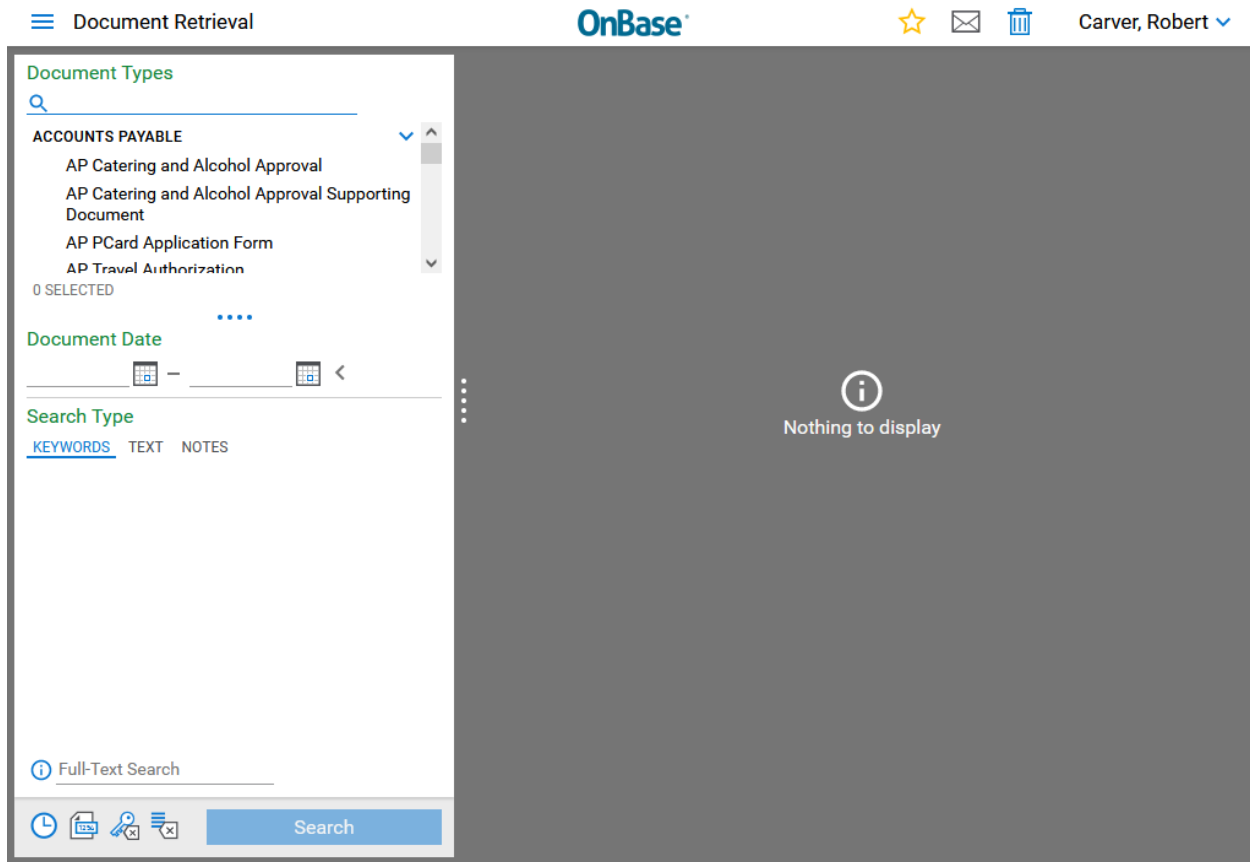 Document Retrieval
OnBase
Carver, Robert
Document Types
ACCOUNTS PAYABLE
AP Catering and Alcohol Approval
AP Catering and Alcohol Approval Supporting
Document
AP PCard Application Form
AP Travel Authorization
0 SELECTED
Document Date
Search Type
KEYWORDS TEXT NOTES
Nothing to display
Full-Text Search
Search